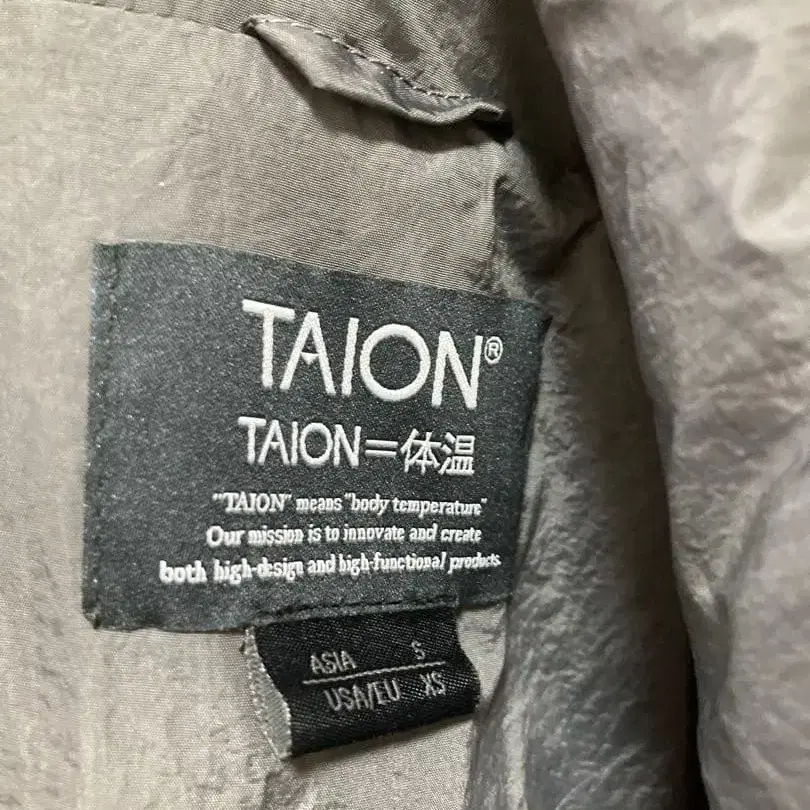 TAION®
TAION=体温
"TAION" means "body temperature"
Our mission is to innovate and create
both high-design and high-functional products.
ASIA S
USA/EU XS